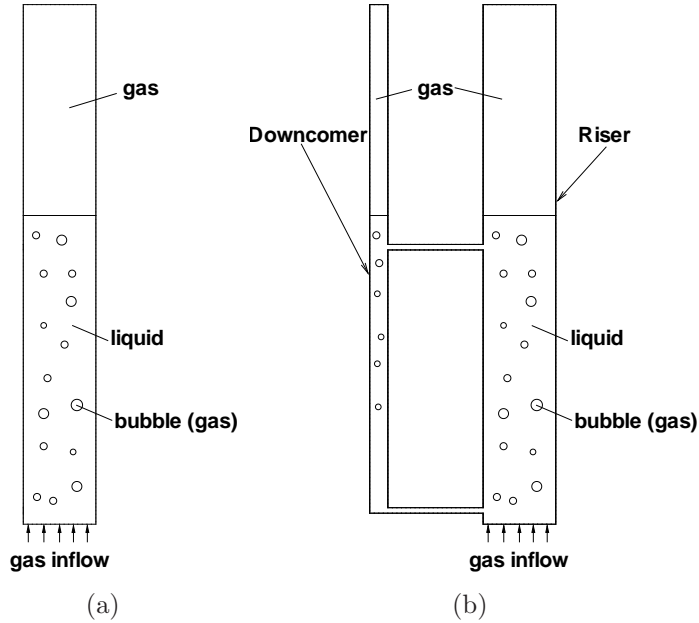 gas
liquid
bubble (gas)
gas inflow
(a)
gas
Downcomer
Riser
liquid
bubble (gas)
gas inflow
(b)